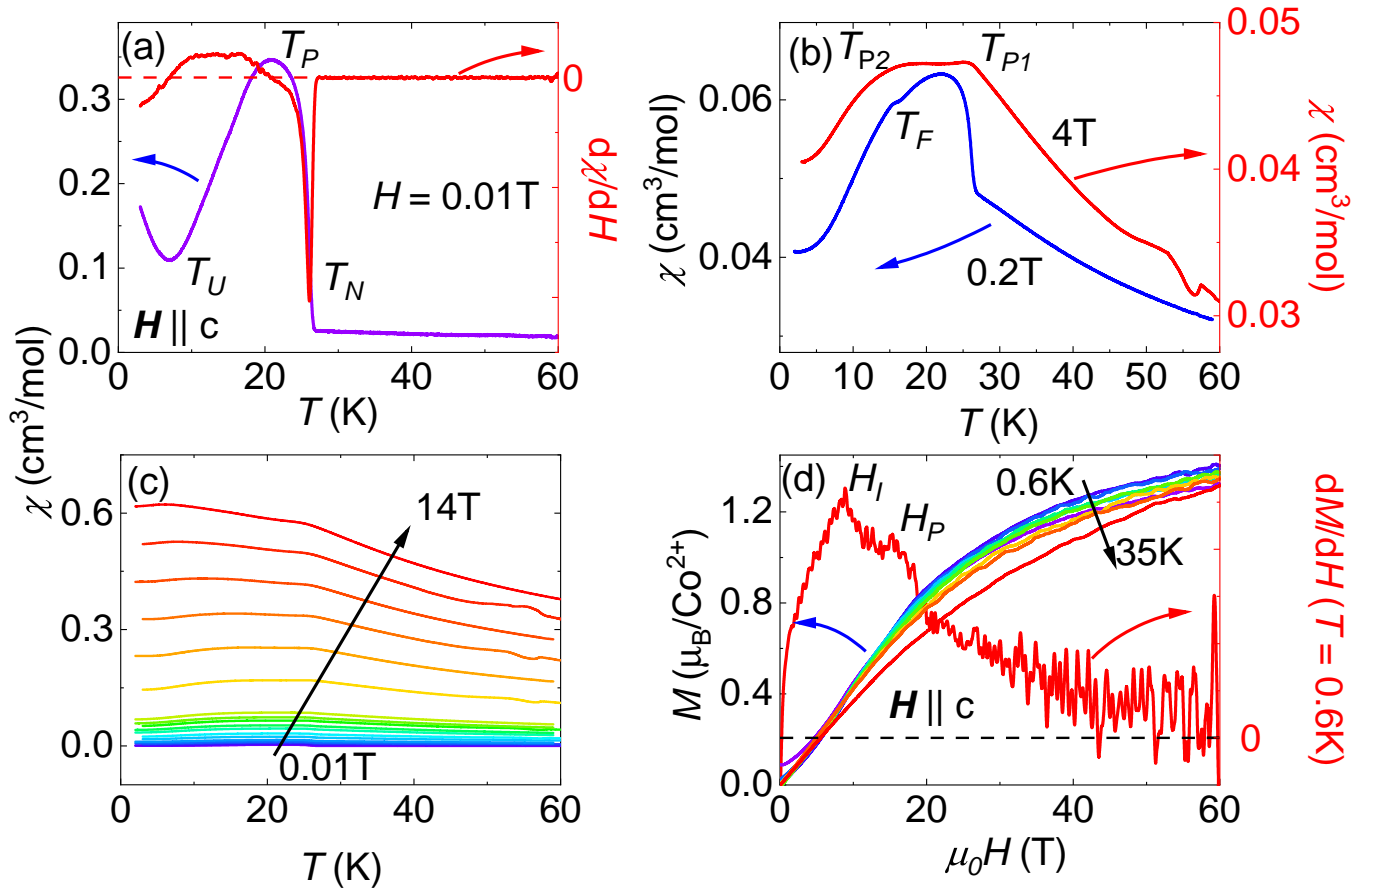 (a)
T_P
T_U
T_N
H = 0.01T
H || c
0.0
0.1
0.2
0.3
0
0
20
40
60
T (K)
dχ/dH
χ (cm³/mol)
(b)
T_P2
T_P1
T_F
4T
0.2T
0.04
0.06
0.03
0.04
0.05
0
10
20
30
40
50
60
T (K)
χ (cm³/mol)
χ (cm³/mol)
(c)
14T
0.01T
0.0
0.3
0.6
0
20
40
60
T (K)
(d)
H_I
H_P
0.6K
35K
H || c
0.0
0.4
0.8
1.2
0
0
20
40
60
μ₀H (T)
M (μ_B/Co²⁺)
dM/dH (T = 0.6K)